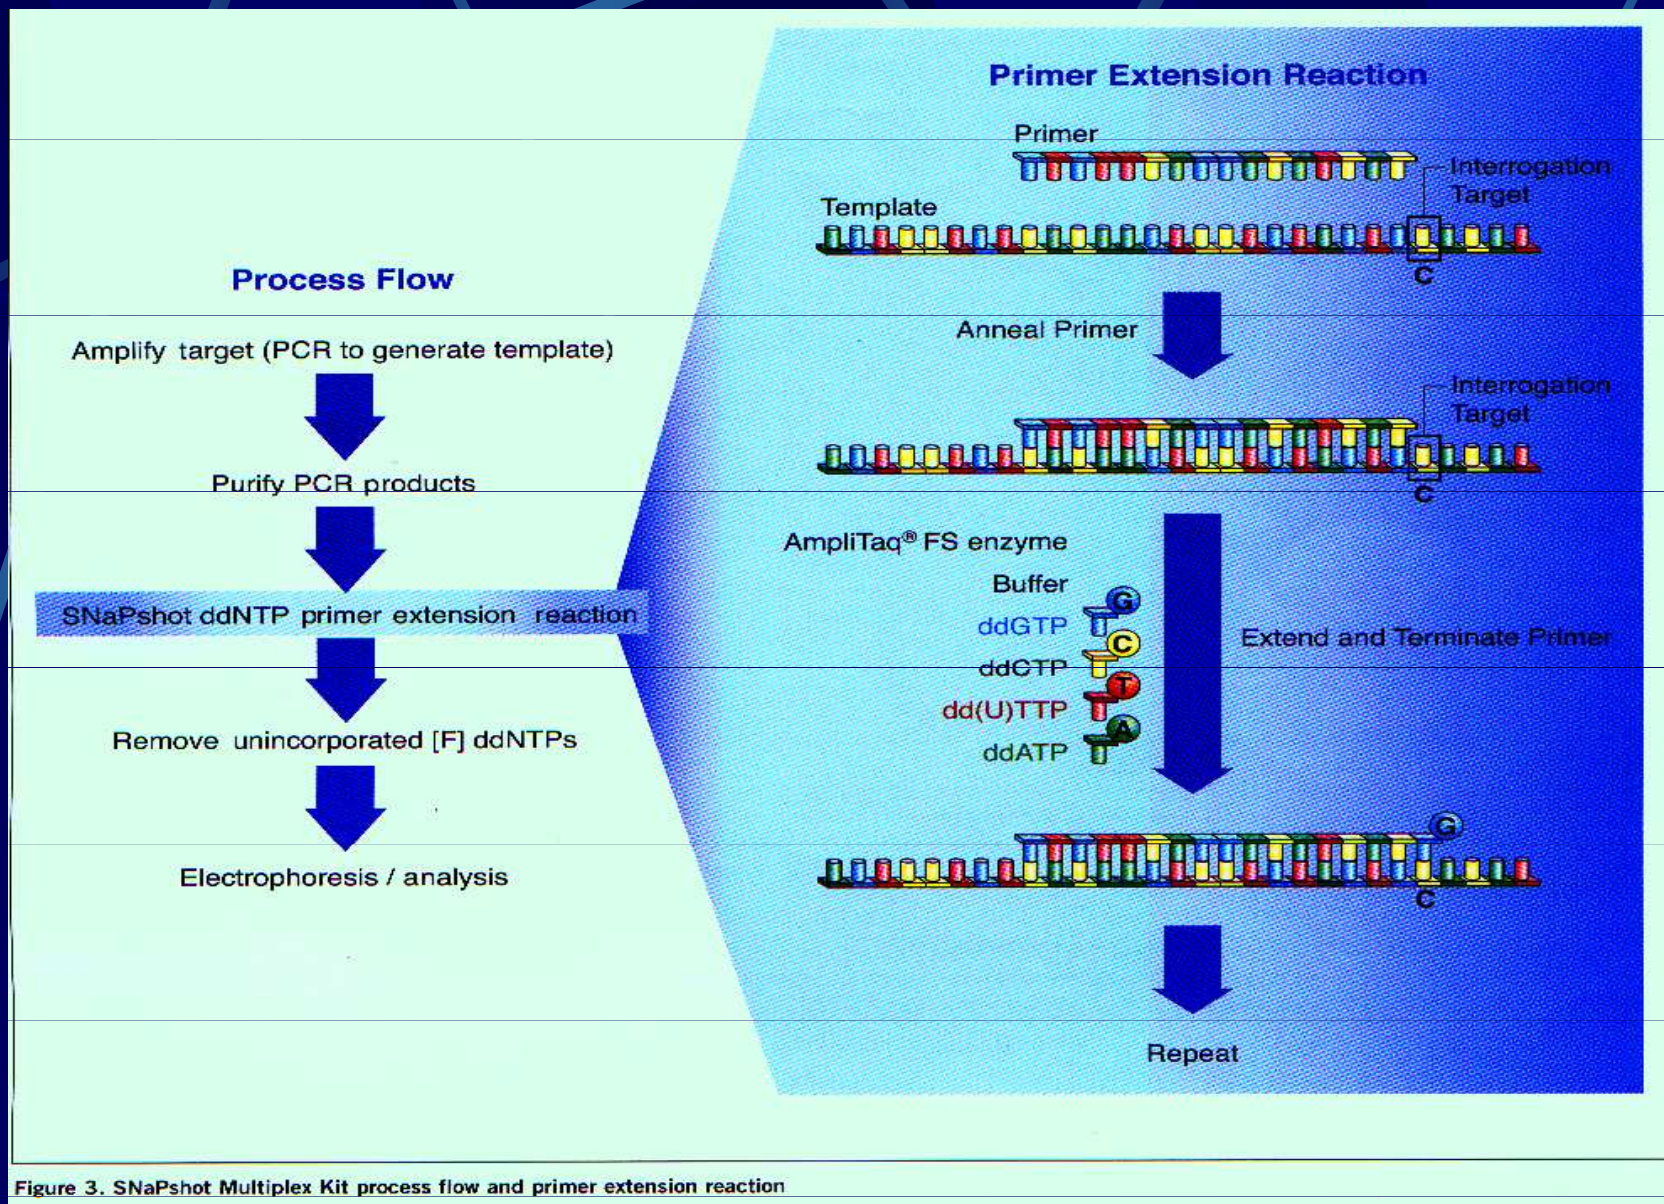 Process Flow
Amplify target (PCR to generate template)
Purify PCR products
SNaPshot ddNTP primer extension reaction
Remove unincorporated [F] ddNTPs
Electrophoresis / analysis
Primer Extension Reaction
Primer
Interrogation
Target
Template
C
Anneal Primer
Interrogation
Target
C
AmpliTaq® FS enzyme
Buffer
ddGTP G
ddCTP C
dd(U)TTP T
ddATP A
Extend and Terminate Primer
G
C
Repeat
Figure 3. SNaPshot Multiplex Kit process flow and primer extension reaction